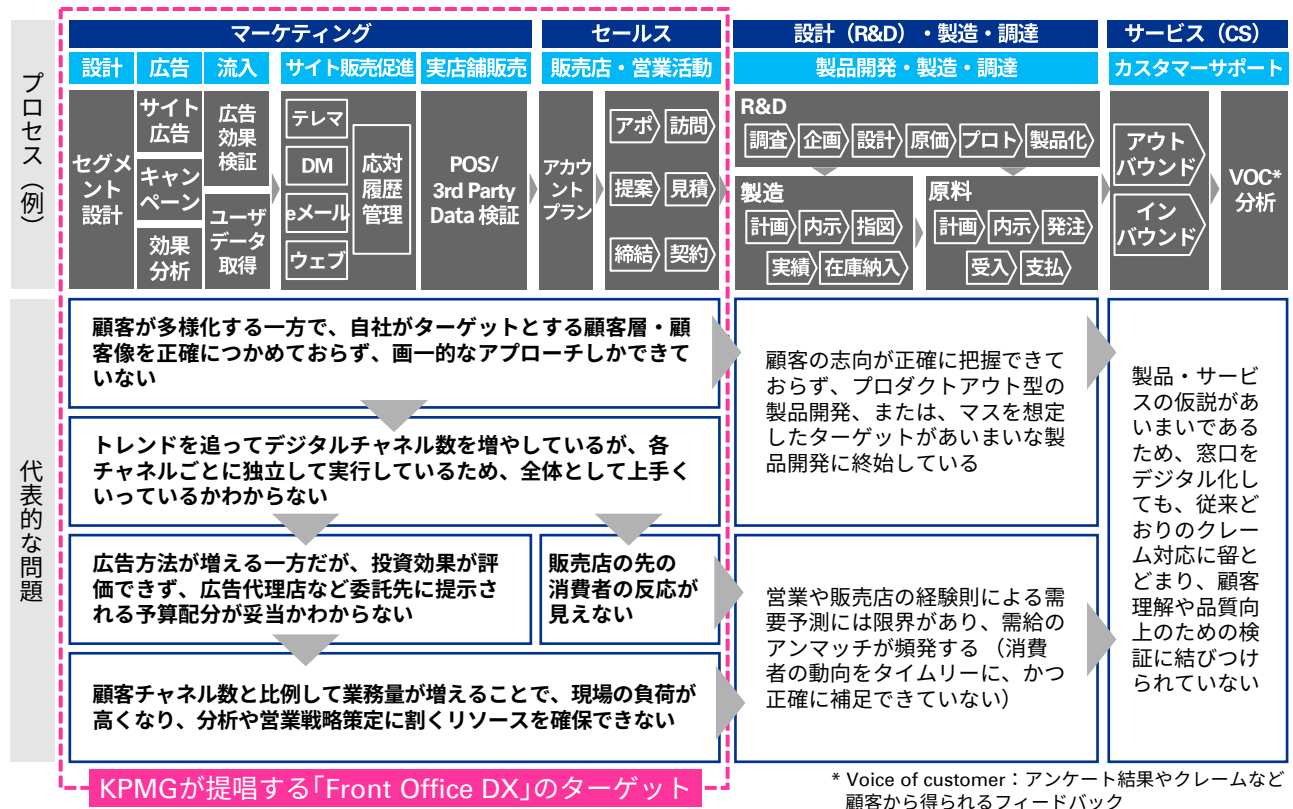 プロセス（例）
マーケティング
セールス
設計（R&D）・製造・調達
サービス（CS）
設計
広告
流入
サイト販売促進
実店舗販売
販売店・営業活動
製品開発・製造・調達
カスタマーサポート
セグメ
ント
設計
サイト
広告
キャン
ペーン
効果
分析
広告
効果
検証
ユーザ
データ
取得
テレマ
DM
eメール
ウェブ
応対
履歴
管理
POS/
3rd Party
Data 検証
アカウ
ント
プラン
アポ
訪問
提案
見積
締結
契約
R&D
調査
企画
設計
原価
プロト
製品化
製造
計画
内示
指図
実績
在庫納入
原料
計画
内示
発注
受入
支払
アウト
バウンド
イン
バウンド
VOC*
分析
代表的な問題
顧客が多様化する一方で、自社がターゲットとする顧客層・顧
客像を正確につかめておらず、画一的なアプローチしかできて
いない
トレンドを追ってデジタルチャネル数を増やしているが、各
チャネルごとに独立して実行しているため、全体として上手く
いっているかわからない
広告方法が増える一方だが、投資効果が評
価できず、広告代理店など委託先に提示さ
れる予算配分が妥当かわからない
販売店の先の
消費者の反応が
見えない
顧客チャネル数と比例して業務量が増えることで、現場の負荷が
高くなり、分析や営業戦略策定に割くリソースを確保できない
顧客の志向が正確に把握できて
おらず、プロダクトアウト型の
製品開発、または、マスを想定
したターゲットがあいまいな製
品開発に終始している
営業や販売店の経験則による需
要予測には限界があり、需給の
アンマッチが頻発する （消費
者の動向をタイムリーに、かつ
正確に補足できていない）
製品・サービ
スの仮説があ
いまいである
ため、窓口を
デジタル化し
ても、従来ど
おりのクレー
ム対応に留と
どまり、顧客
理解や品質向
上のための検
証に結びつけ
られていない
KPMGが提唱する「Front Office DX」のターゲット
* Voice of customer：アンケート結果やクレームなど
顧客から得られるフィードバック